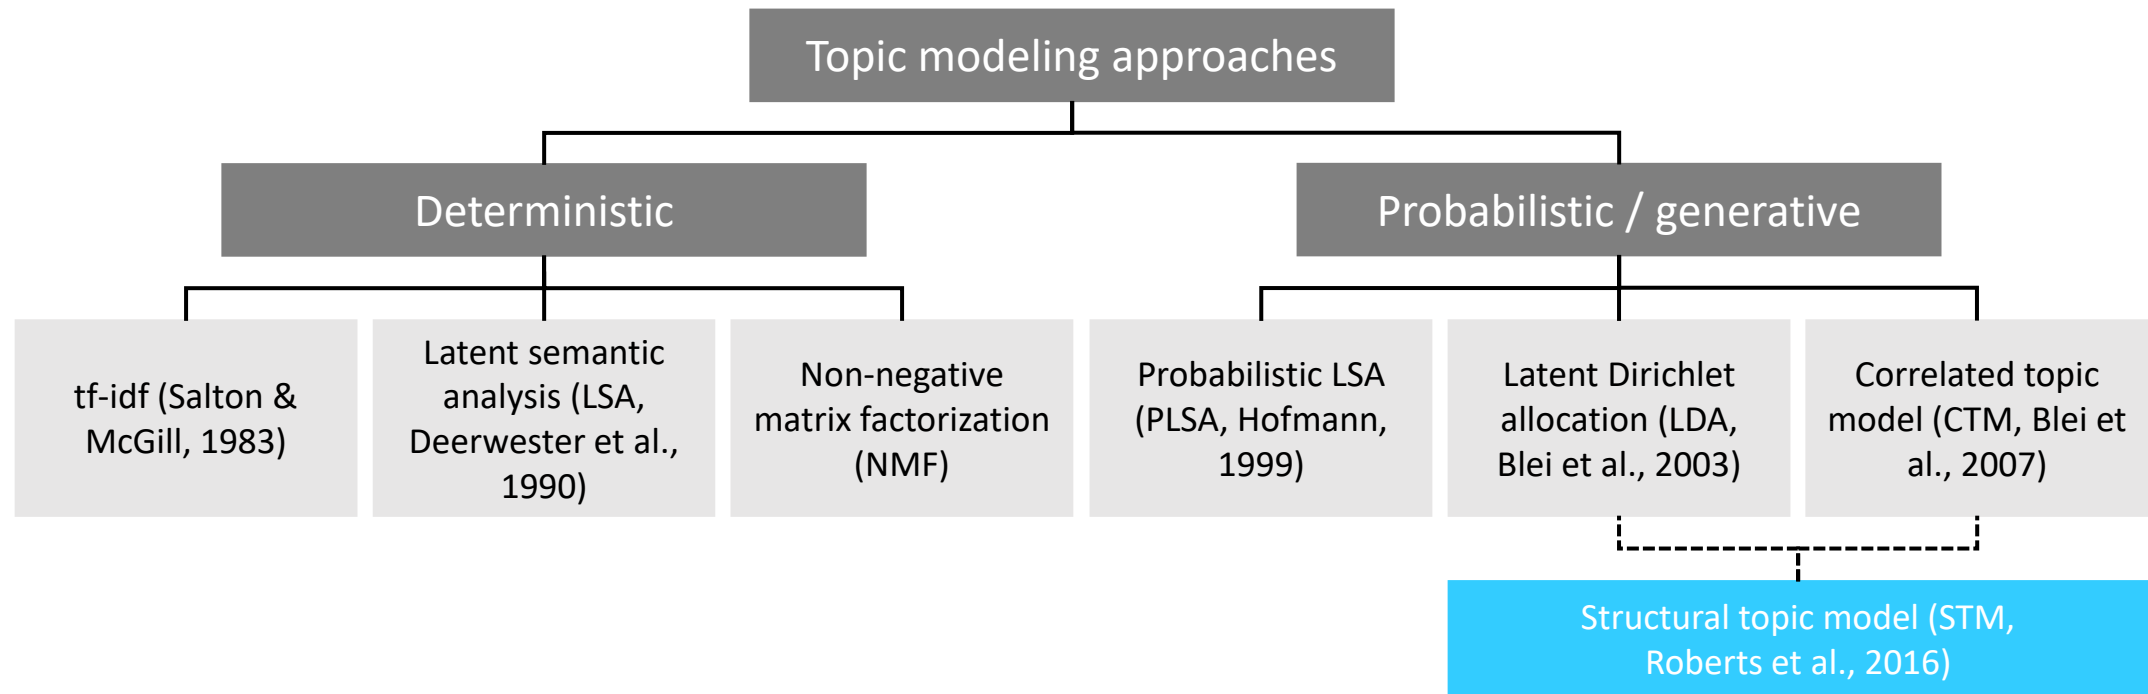 Topic modeling approaches
Deterministic
Probabilistic / generative
tf-idf (Salton &
McGill, 1983)
Latent semantic
analysis (LSA,
Deerwester et al.,
1990)
Non-negative
matrix factorization
(NMF)
Probabilistic LSA
(PLSA, Hofmann,
1999)
Latent Dirichlet
allocation (LDA,
Blei et al., 2003)
Correlated topic
model (CTM, Blei et
al., 2007)
Structural topic model (STM,
Roberts et al., 2016)